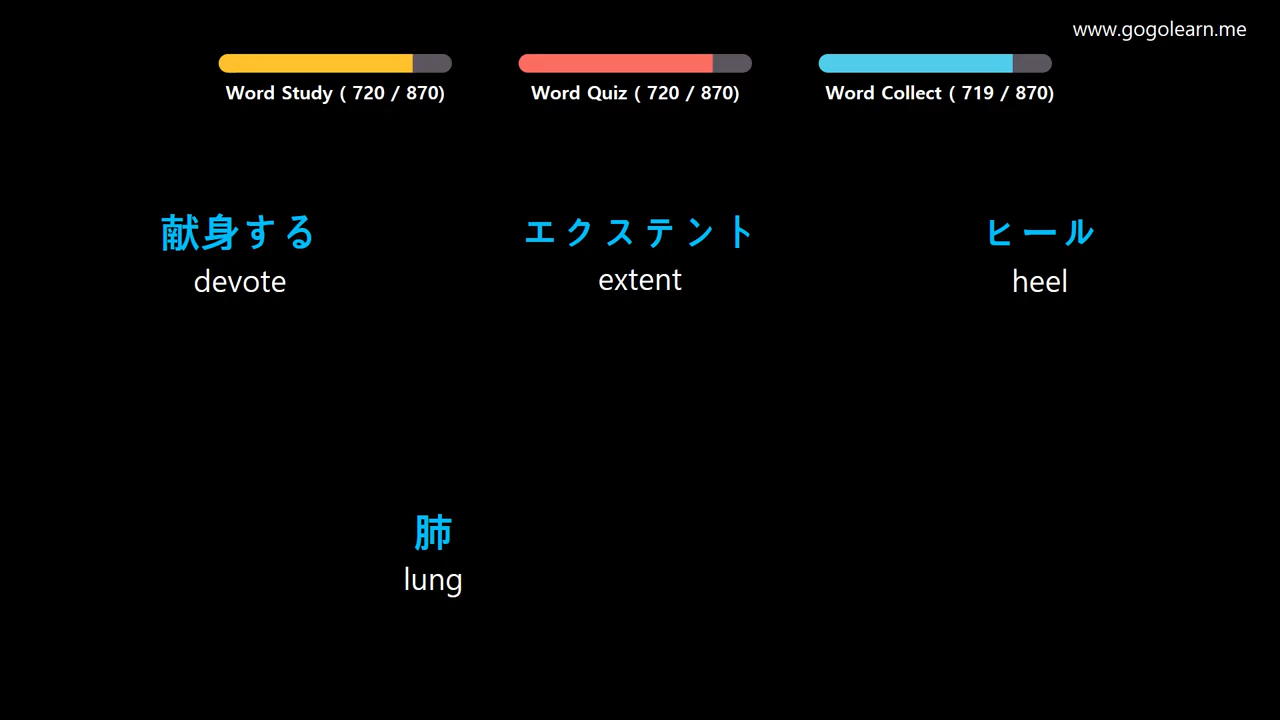 www.gogolearn.me
Word Study ( 720 / 870)
Word Quiz ( 720 / 870)
Word Collect ( 719 / 870)
献身する
devote
エクステント
extent
ヒール
heel
肺
lung